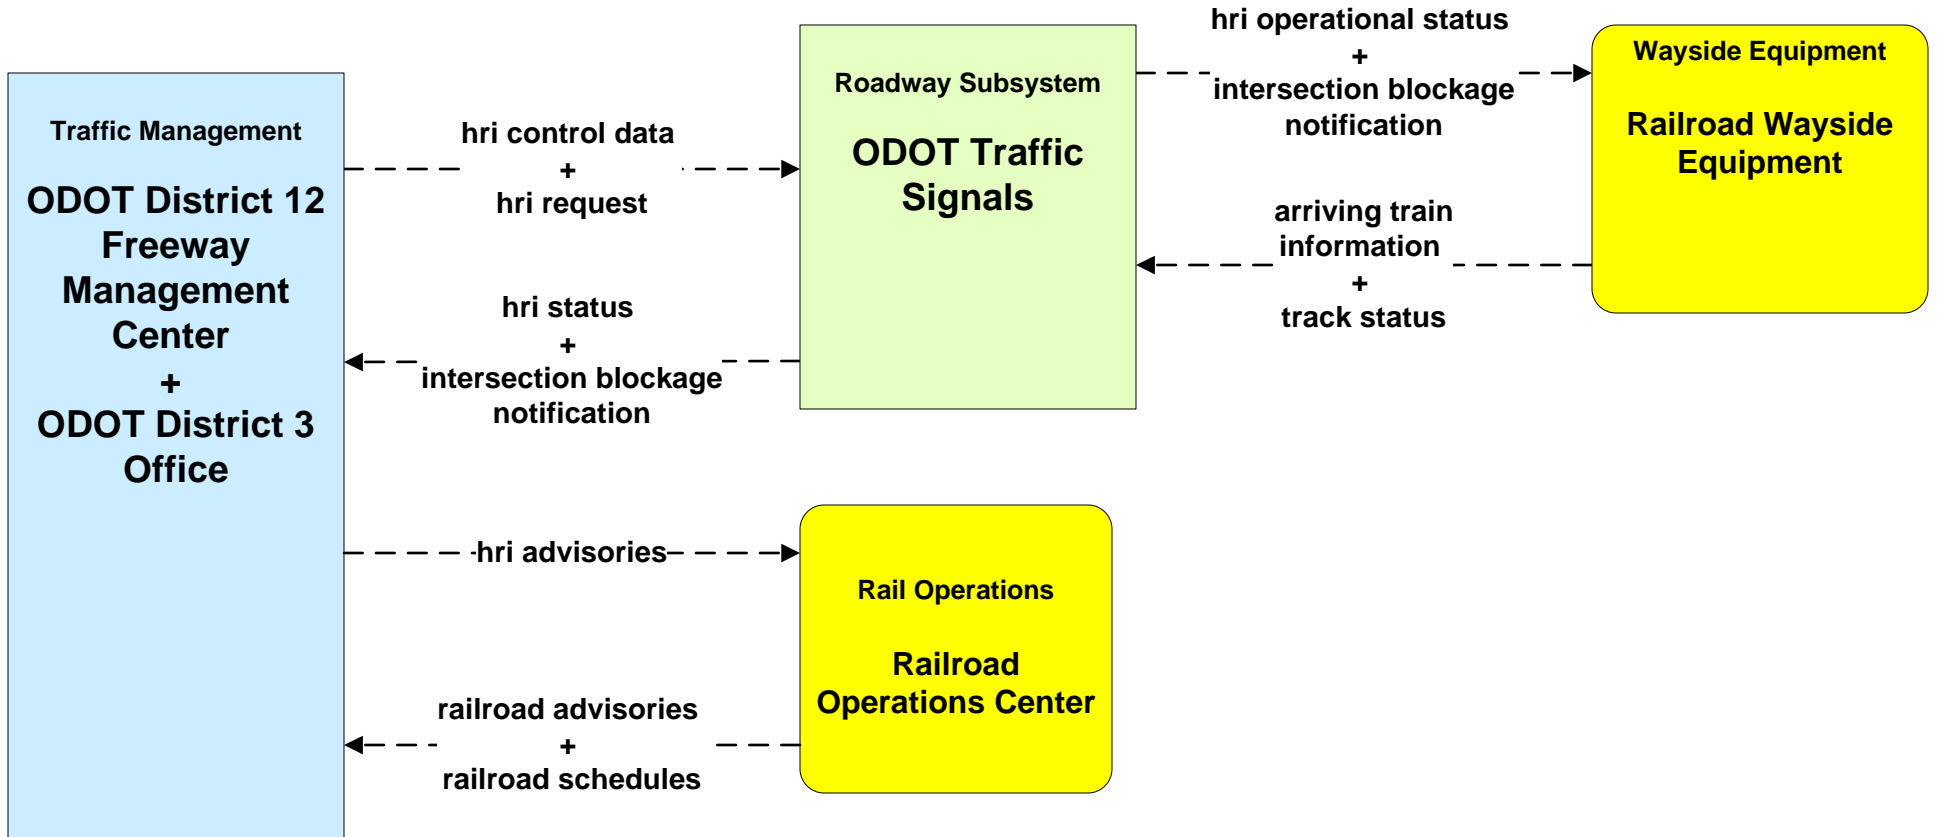 Traffic Management
ODOT District 12
Freeway
Management
Center
+
ODOT District 3
Office
hri control data
+
hri request
hri status
+
intersection blockage
notification
Roadway Subsystem
ODOT Traffic
Signals
hri operational status
+
intersection blockage
notification
arriving train
information
+
track status
Wayside Equipment
Railroad Wayside
Equipment
hri advisories
railroad advisories
+
railroad schedules
Rail Operations
Railroad
Operations Center